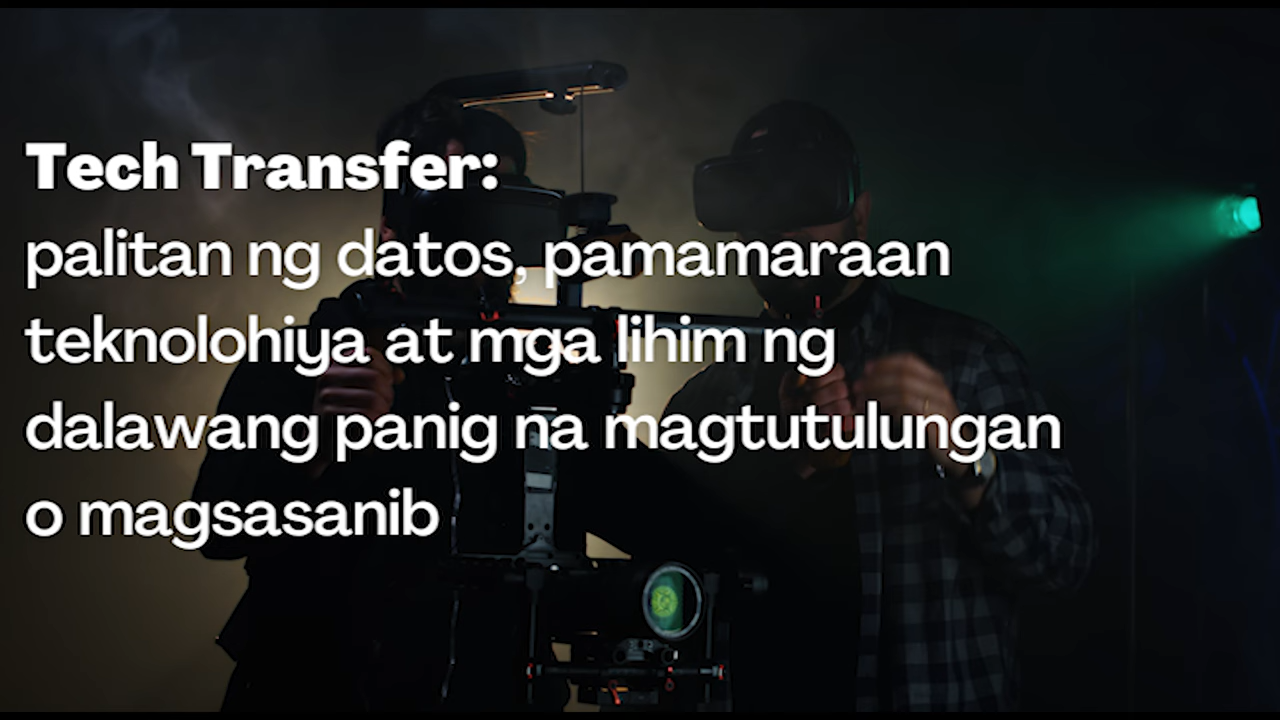 Tech Transfer:
palitan ng datos, pamamaraan
teknolohiya at mga lihim ng
dalawang panig na magtutulungan
o magsasanib